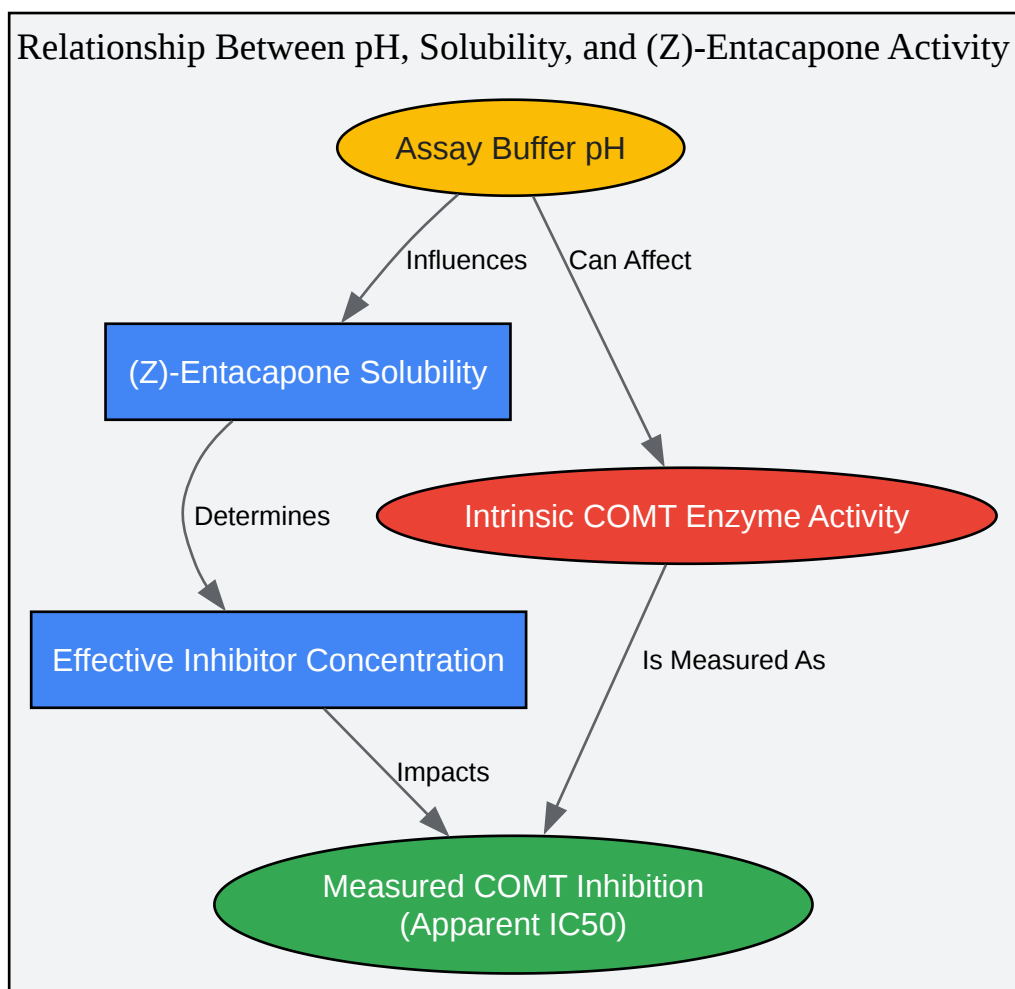 Relationship Between pH, Solubility, and (Z)-Entacapone Activity
Assay Buffer pH
Influences
Can Affect
(Z)-Entacapone Solubility
Determines
Intrinsic COMT Enzyme Activity
Effective Inhibitor Concentration
Is Measured As
Impacts
Measured COMT Inhibition
(Apparent IC50)